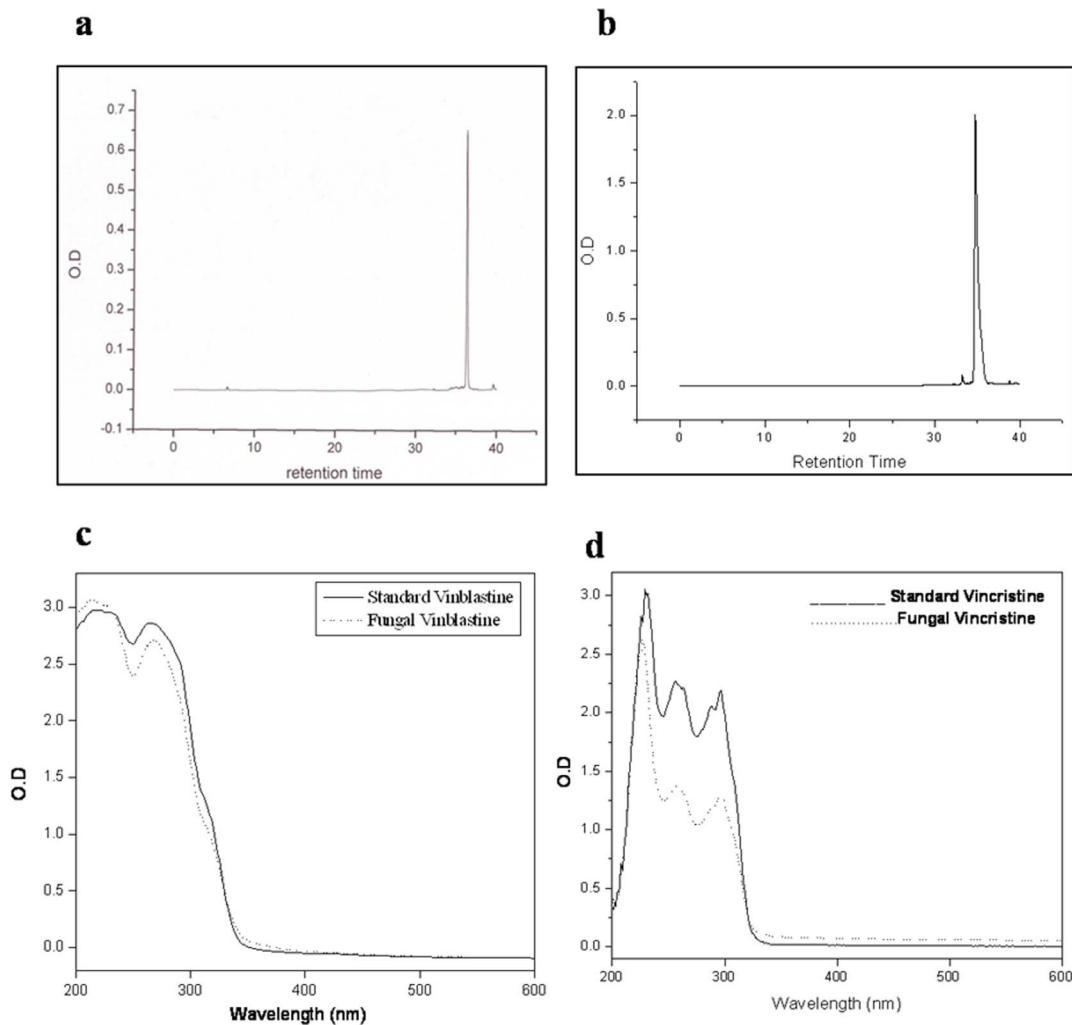 a
0.7
0.6
0.5
0.4
0.3
0.2
0.1
0.0
-0.1
O.D
0 10 20 30 40
retention time
b
2.0
1.5
1.0
0.5
0.0
O.D
0 10 20 30 40
Retention Time
c
3.0
2.5
2.0
1.5
1.0
0.5
0.0
O.D
Standard Vinblastine
Fungal Vinblastine
200 300 400 500 600
Wavelength (nm)
d
3.0
2.5
2.0
1.5
1.0
0.5
0.0
O.D
Standard Vincristine
Fungal Vincristine
200 300 400 500 600
Wavelength (nm)